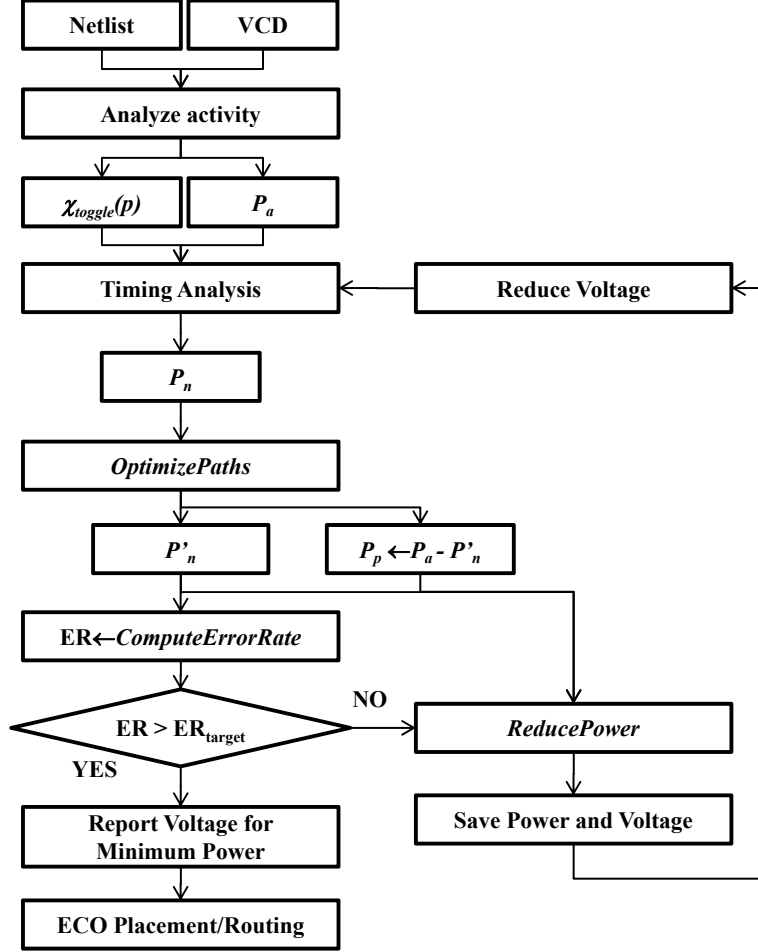 Netlist
VCD
Analyze activity
χtoggle(p)
Pa
Timing Analysis
Reduce Voltage
Pn
OptimizePaths
P’n
Pp ←Pa - P’n
ER←ComputeErrorRate
NO
ER > ERtarget
ReducePower
YES
Report Voltage for
Minimum Power
Save Power and Voltage
ECO Placement/Routing